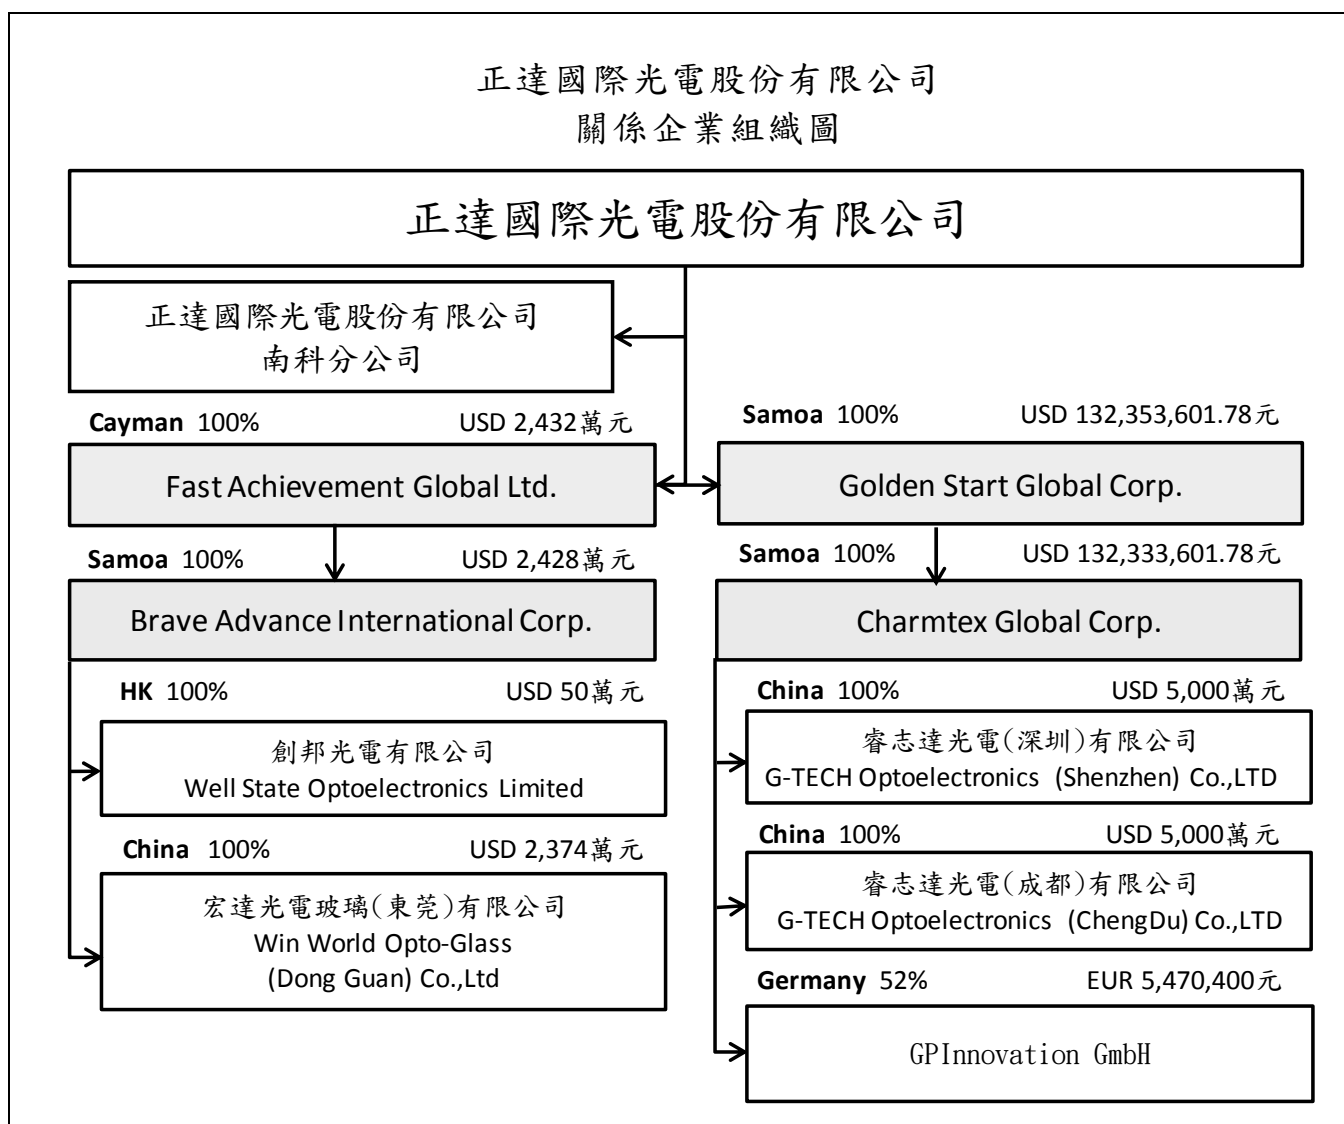 正達國際光電股份有限公司
關係企業組織圖
正達國際光電股份有限公司
正達國際光電股份有限公司
南科分公司
Cayman 100% USD 2,432萬元
Fast Achievement Global Ltd.
Samoa 100% USD 2,428萬元
Brave Advance International Corp.
HK 100% USD 50萬元
創邦光電有限公司
Well State Optoelectronics Limited
China 100% USD 2,374萬元
宏達光電玻璃(東莞)有限公司
Win World Opto-Glass
(Dong Guan) Co.,Ltd
Samoa 100% USD 132,353,601.78元
Golden Start Global Corp.
Samoa 100% USD 132,333,601.78元
Charmtex Global Corp.
China 100% USD 5,000萬元
睿志達光電(深圳)有限公司
G-TECH Optoelectronics (Shenzhen) Co.,LTD
China 100% USD 5,000萬元
睿志達光電(成都)有限公司
G-TECH Optoelectronics (ChengDu) Co.,LTD
Germany 52% EUR 5,470,400元
GPInnovation GmbH